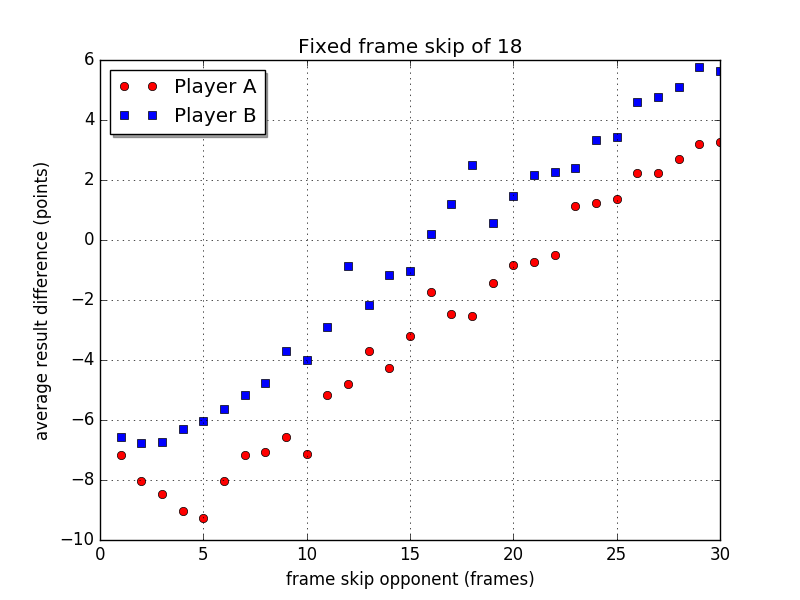 Fixed frame skip of 18
Player A
Player B
6
4
2
0
−2
−4
−6
−8
−10
0 5 10 15 20 25 30
average result difference (points)
frame skip opponent (frames)